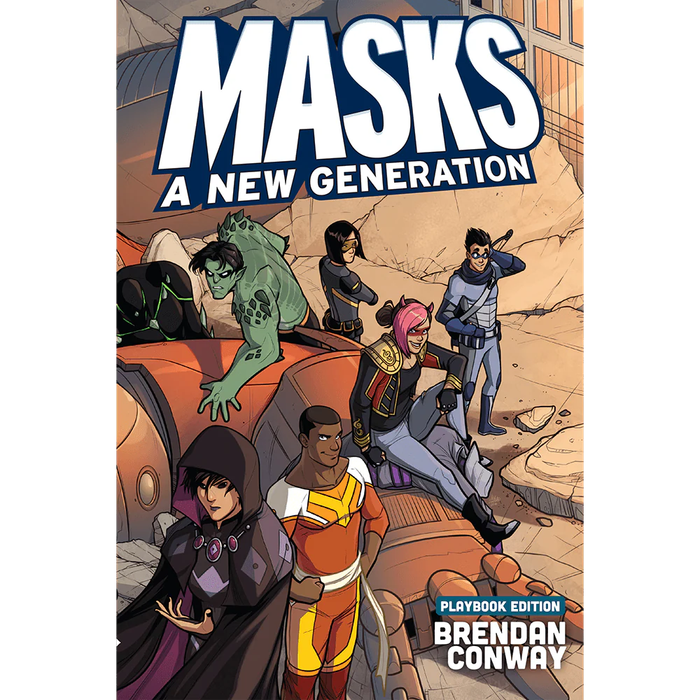 MASKS
A NEW GENERATION
PLAYBOOK EDITION
BRENDAN
CONWAY